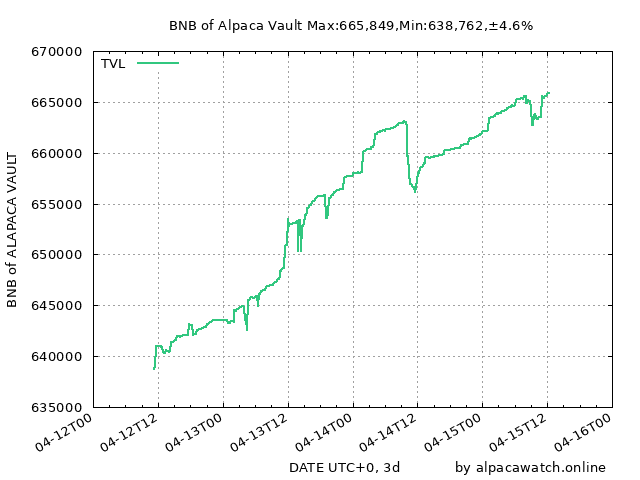 BNB of Alpaca Vault Max:665,849,Min:638,762,±4.6%
BNB of ALAPACA VAULT
TVL
670000
665000
660000
655000
650000
645000
640000
635000
04-12T00
04-12T12
04-13T00
04-13T12
04-14T00
04-14T12
04-15T00
04-15T12
04-16T00
DATE UTC+0, 3d
by alpacawatch.online